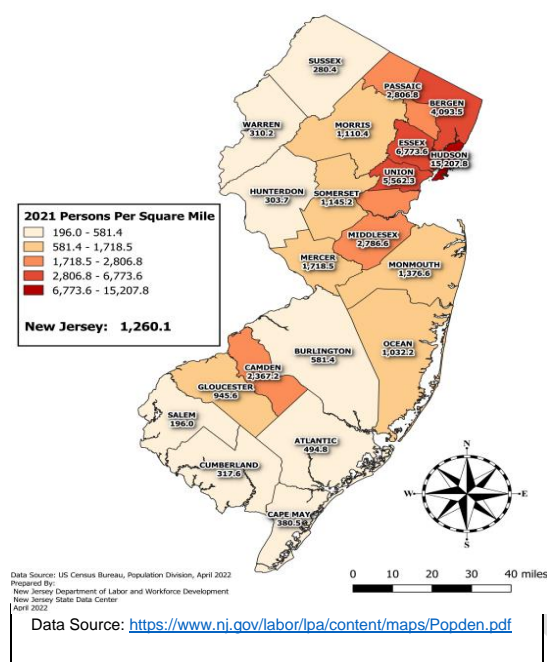 SUSSEX
280.4
PASSAIC
2,806.8
BERGEN
4,093.5
WARREN
310.2
MORRIS
1,110.4
ESSEX
6,773.6
HUDSON
15,207.8
UNION
5,562.3
HUNTERDON
303.7
SOMERSET
1,145.2
2021 Persons Per Square Mile
196.0 - 581.4
581.4 - 1,718.5
1,718.5 - 2,806.8
2,806.8 - 6,773.6
6,773.6 - 15,207.8
New Jersey: 1,260.1
MIDDLESEX
2,786.6
MERCER
1,718.5
MONMOUTH
1,376.6
OCEAN
1,032.2
BURLINGTON
581.4
CAMDEN
2,367.2
GLOUCESTER
945.6
SALEM
196.0
ATLANTIC
494.8
CUMBERLAND
317.6
CAPE MAY
380.5
N
W
E
S
0 10 20 30 40 miles
Data Source: US Census Bureau, Population Division, April 2022
Prepared By:
New Jersey Department of Labor and Workforce Development
New Jersey State Data Center
April 2022
Data Source: https://www.nj.gov/labor/lpa/content/maps/Popden.pdf